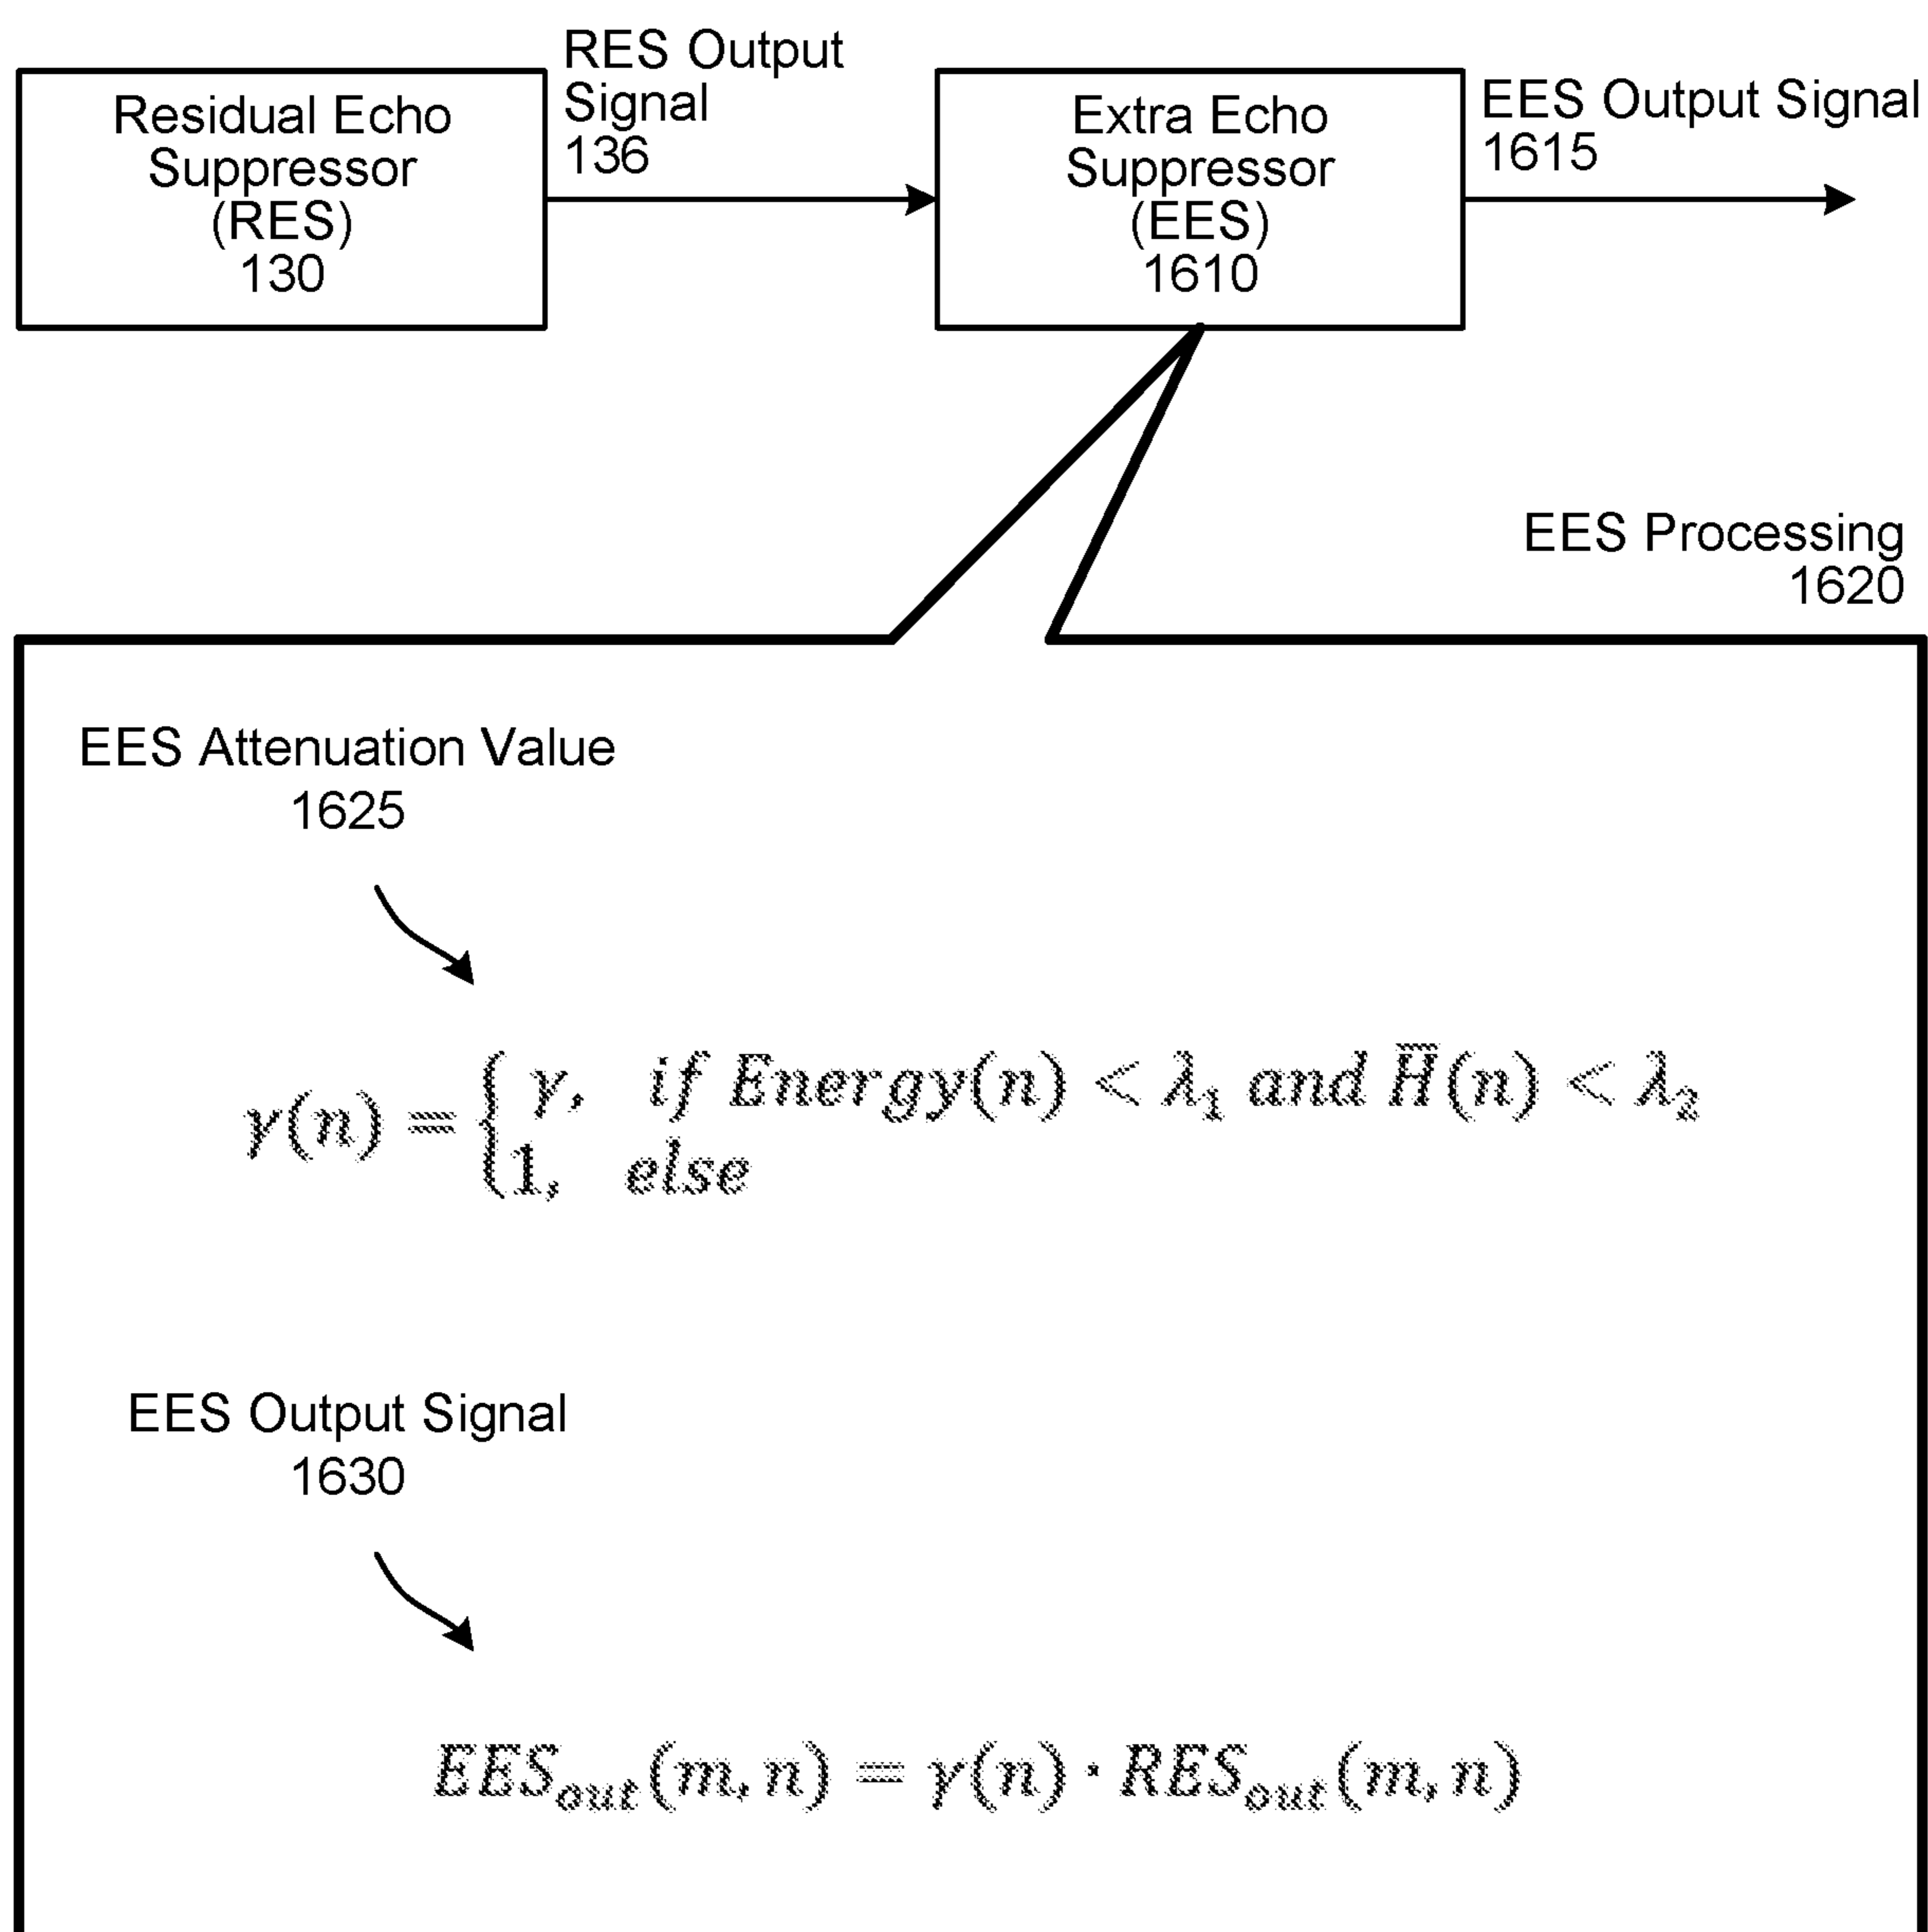 Residual Echo
Suppressor
(RES)
130
RES Output
Signal
136
Extra Echo
Suppressor
(EES)
1610
EES Output Signal
1615
EES Processing
1620
EES Attenuation Value
1625
γ(n) = { γ, if Energy(n) < λ₁ and H̅(n) < λ₂
1, else
EES Output Signal
1630
EESₒᵤₜ(m, n) = γ(n) · RESₒᵤₜ(m, n)